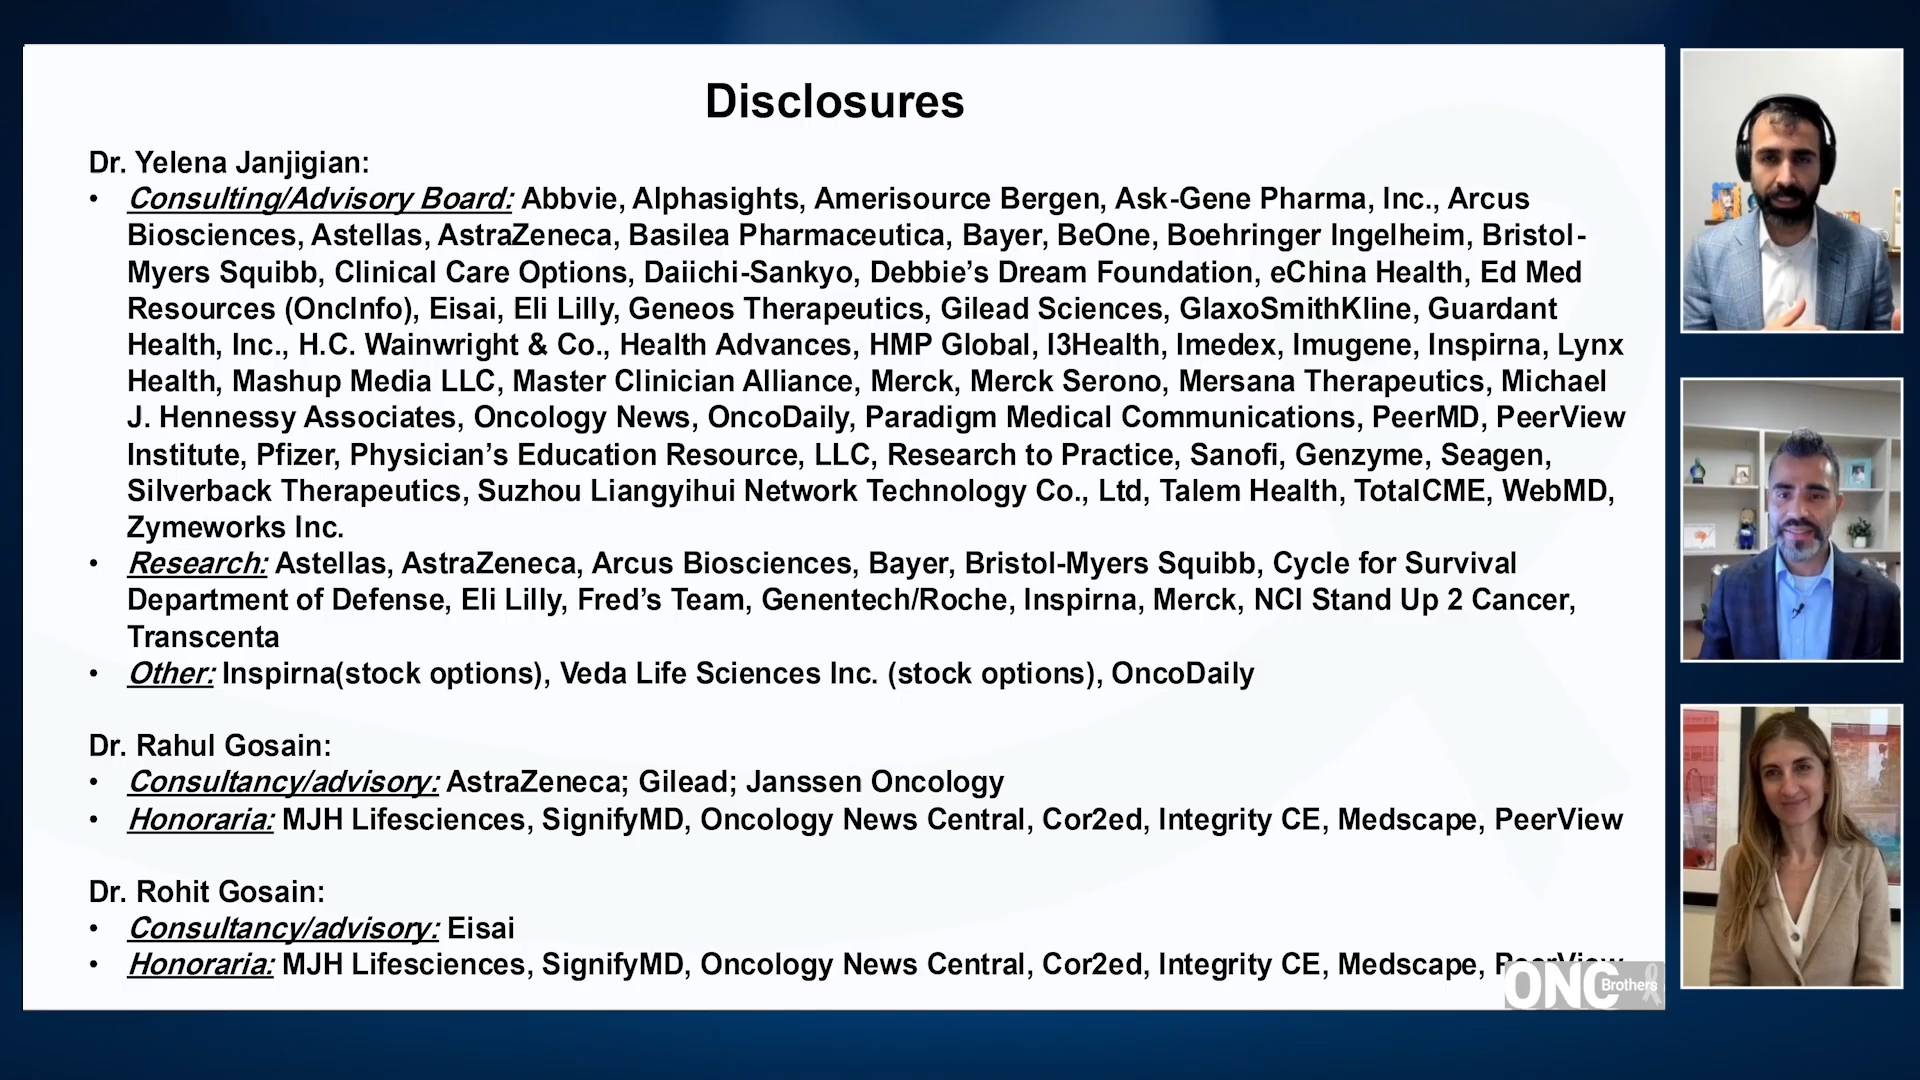 Disclosures
Dr. Yelena Janjigian:
• Consulting/Advisory Board: Abbvie, Alphasights, Amerisource Bergen, Ask-Gene Pharma, Inc., Arcus
Biosciences, Astellas, AstraZeneca, Basilea Pharmaceutica, Bayer, BeOne, Boehringer Ingelheim, Bristol-
Myers Squibb, Clinical Care Options, Daiichi-Sankyo, Debbie’s Dream Foundation, eChina Health, Ed Med
Resources (OncInfo), Eisai, Eli Lilly, Geneos Therapeutics, Gilead Sciences, GlaxoSmithKline, Guardant
Health, Inc., H.C. Wainwright & Co., Health Advances, HMP Global, I3Health, Imedex, Imugene, Inspirna, Lynx
Health, Mashup Media LLC, Master Clinician Alliance, Merck, Merck Serono, Mersana Therapeutics, Michael
J. Hennessy Associates, Oncology News, OncoDaily, Paradigm Medical Communications, PeerMD, PeerView
Institute, Pfizer, Physician’s Education Resource, LLC, Research to Practice, Sanofi, Genzyme, Seagen,
Silverback Therapeutics, Suzhou Liangyihui Network Technology Co., Ltd, Talem Health, TotalCME, WebMD,
Zymeworks Inc.
• Research: Astellas, AstraZeneca, Arcus Biosciences, Bayer, Bristol-Myers Squibb, Cycle for Survival
Department of Defense, Eli Lilly, Fred’s Team, Genentech/Roche, Inspirna, Merck, NCI Stand Up 2 Cancer,
Transcenta
• Other: Inspirna(stock options), Veda Life Sciences Inc. (stock options), OncoDaily
Dr. Rahul Gosain:
• Consultancy/advisory: AstraZeneca; Gilead; Janssen Oncology
• Honoraria: MJH Lifesciences, SignifyMD, Oncology News Central, Cor2ed, Integrity CE, Medscape, PeerView
Dr. Rohit Gosain:
• Consultancy/advisory: Eisai
• Honoraria: MJH Lifesciences, SignifyMD, Oncology News Central, Cor2ed, Integrity CE, Medscape, PeerView
ONC Brothers